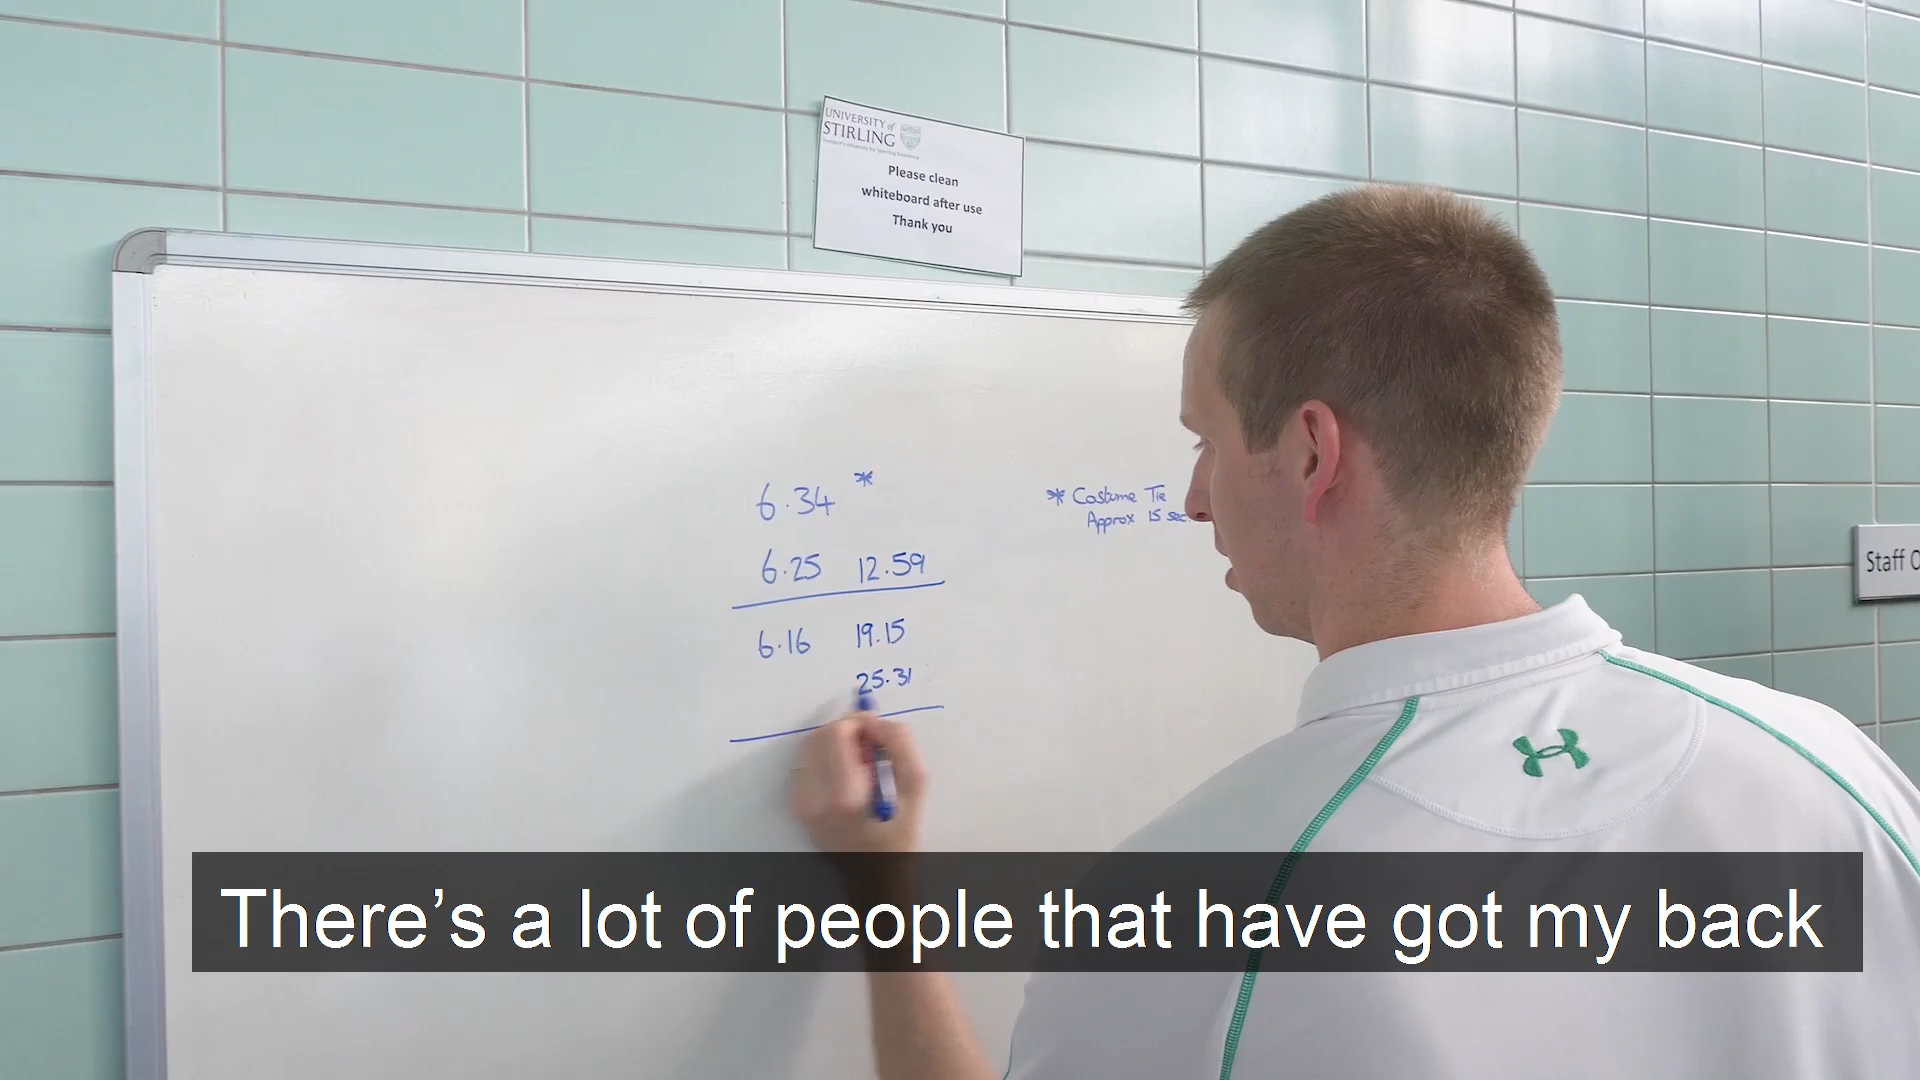 UNIVERSITY of
STIRLING
Please clean
whiteboard after use
Thank you
6.34 *
* Costume Tie
Approx 15 sec.
6.25 12.59
6.16 19.15
25.31
Staff
There’s a lot of people that have got my back